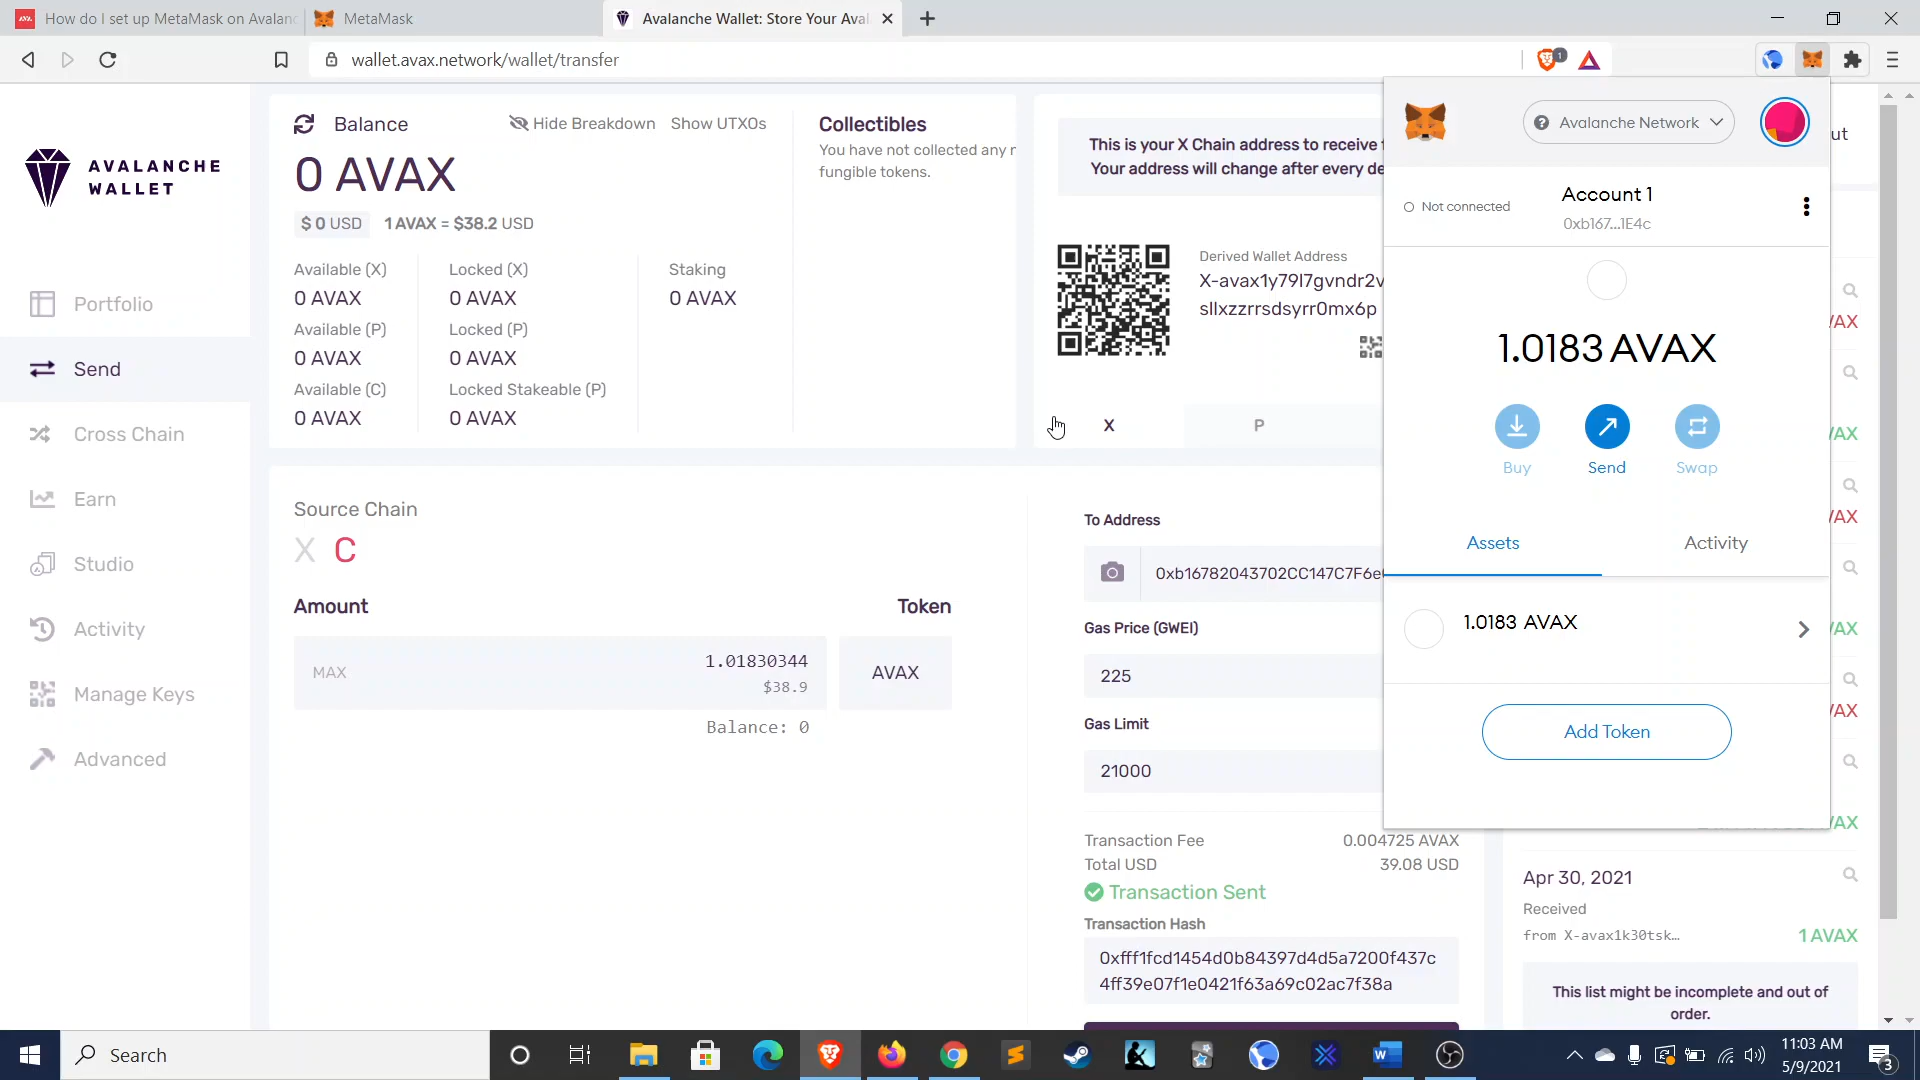 How do I set up MetaMask on Avalanc
MetaMask
Avalanche Wallet: Store Your Ava
wallet.avax.network/wallet/transfer
1
AVALANCHE
WALLET
Portfolio
Send
Cross Chain
Earn
Studio
Activity
Manage Keys
Advanced
Balance
Hide Breakdown
Show UTXOs
0 AVAX
$ 0 USD
1 AVAX = $38.2 USD
Available (X)
0 AVAX
Available (P)
0 AVAX
Available (C)
0 AVAX
Locked (X)
0 AVAX
Locked (P)
0 AVAX
Locked Stakeable (P)
0 AVAX
Staking
0 AVAX
Collectibles
You have not collected any n
fungible tokens.
This is your X Chain address to receive
Your address will change after every de
Derived Wallet Address
X-avax1y79l7gvndr2v
sllxzzrrsdsyrr0mx6p
X
P
Source Chain
X C
Amount
Token
MAX
1.01830344
$38.9
AVAX
Balance: 0
To Address
0xb16782043702CC147C7F6e
Gas Price (GWEI)
225
Gas Limit
21000
Transaction Fee
0.004725 AVAX
Total USD
39.08 USD
Transaction Sent
Transaction Hash
0xfff1fcd1454d0b84397d4d5a7200f437c
4ff39e07f1e0421f63a69c02ac7f38a
Avalanche Network
Not connected
Account 1
0xb167...1E4c
1.0183 AVAX
Buy
Send
Swap
Assets
Activity
1.0183 AVAX
Add Token
ut
AX
AX
AX
AX
AX
AVAX
Apr 30, 2021
Received
from X-avax1k30tsk…
1 AVAX
This list might be incomplete and out of
order.
Search
11:03 AM
5/9/2021
3